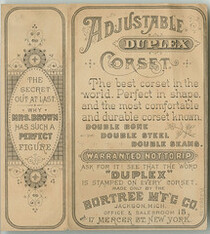 THE
SECRET
OUT AT LAST
WHY
MRS. BROWN
HAS SUCH A
PERFECT
FIGURE.
ADJUSTABLE
DUPLEX
CORSET.
The best corset in the
world. Perfect in shape,
and the most comfortable
and durable corset known.
DOUBLE BONE
DOUBLE STEEL
DOUBLE SEAMS.
WARRANTED NOT TO RIP.
ASK FOR IT! SEE THAT THE WORD
"DUPLEX"
IS STAMPED ON EVERY CORSET.
MADE ONLY BY THE
BORTREE M'F'G CO
JACKSON, MICH.
OFFICE & SALESROOM
MERCER ST. NEW YORK.